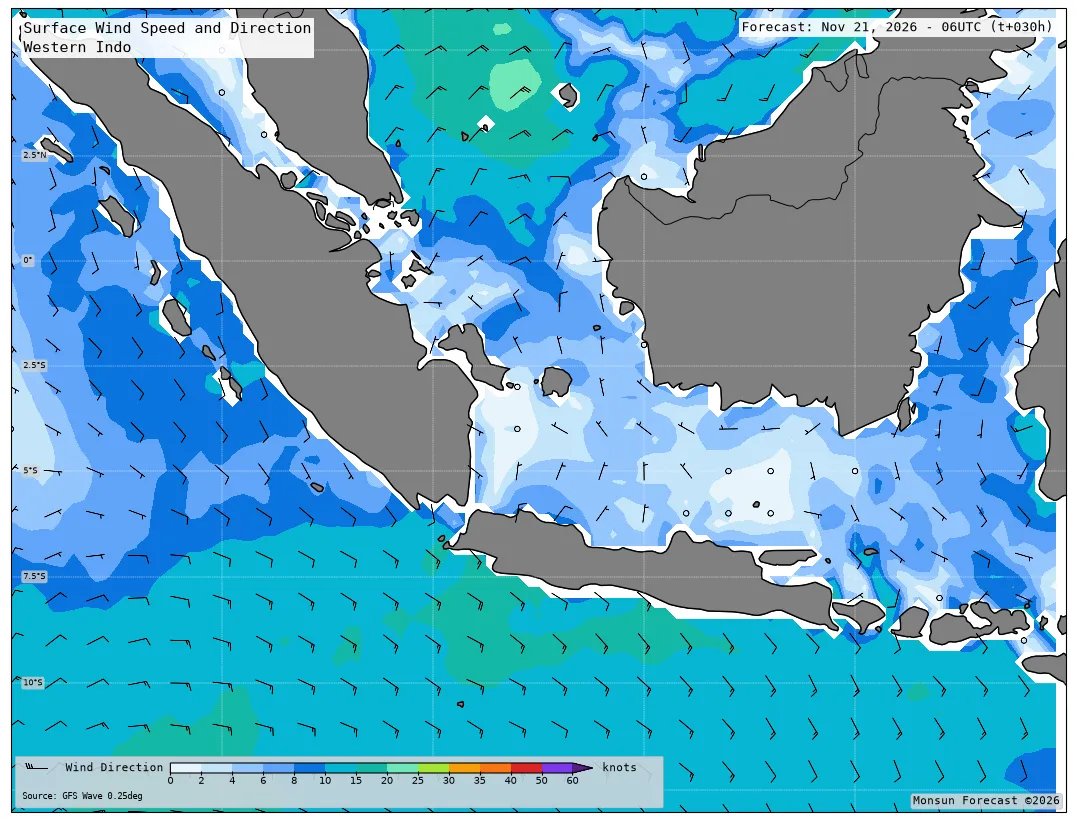 Surface Wind Speed and Direction
Western Indo
Forecast: Nov 21, 2026 - 06UTC (t+030h)
2.5°N
0°
2.5°S
5°S
7.5°S
10°S
Wind Direction
0 2 4 6 8 10 15 20 25 30 35 40 50 60
knots
Source: GFS Wave 0.25deg
Monsun Forecast ©2026